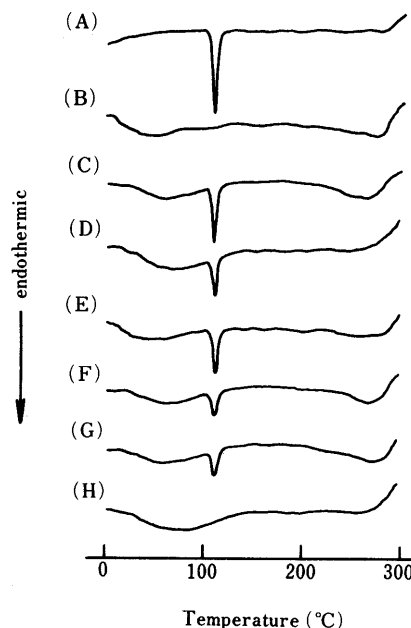 (A)
(B)
(C)
(D)
(E)
(F)
(G)
(H)
endothermic
0 100 200 300
Temperature (°C)